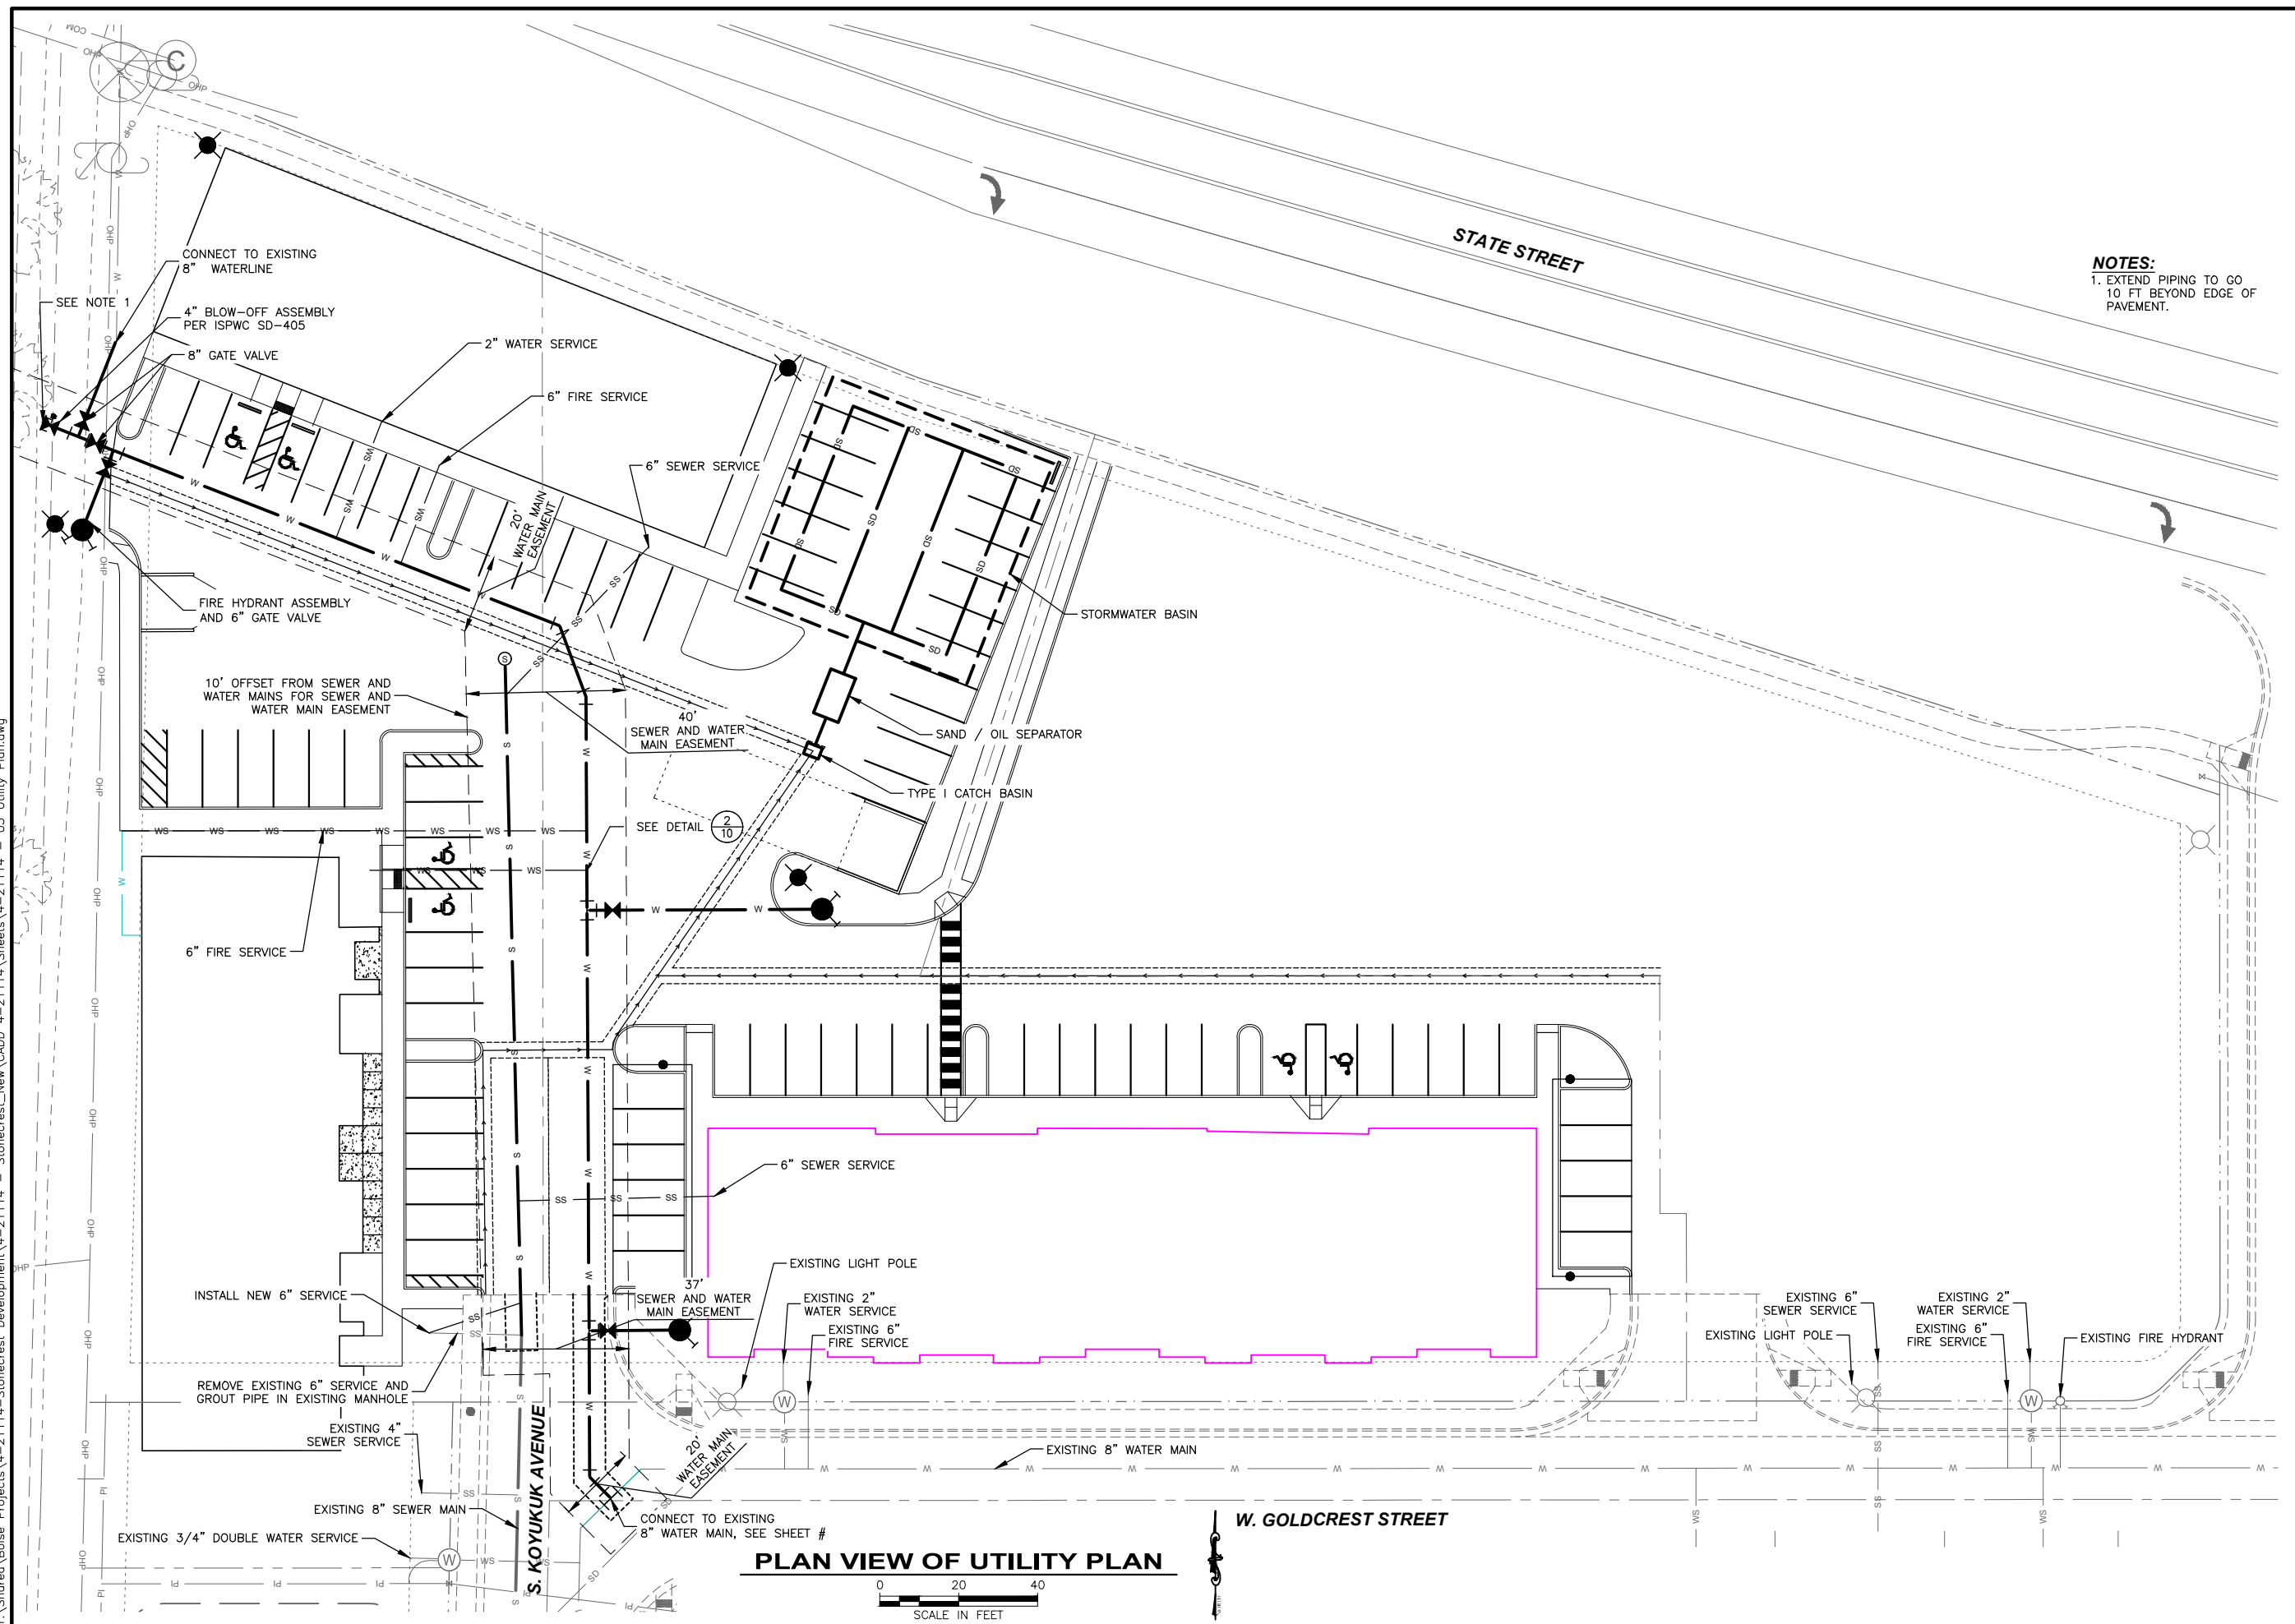 STATE STREET
NOTES:
1. EXTEND PIPING TO GO
10 FT BEYOND EDGE OF
PAVEMENT.
C
CONNECT TO EXISTING
8" WATERLINE
SEE NOTE 1
4" BLOW-OFF ASSEMBLY
PER ISPWC SD-405
8" GATE VALVE
2" WATER SERVICE
6" FIRE SERVICE
6" SEWER SERVICE
20'
WATER MAIN
EASEMENT
FIRE HYDRANT ASSEMBLY
AND 6" GATE VALVE
STORMWATER BASIN
10' OFFSET FROM SEWER AND
WATER MAINS FOR SEWER AND
WATER MAIN EASEMENT
40'
SEWER AND WATER
MAIN EASEMENT
SAND / OIL SEPARATOR
TYPE I CATCH BASIN
SEE DETAIL
2
10
6" FIRE SERVICE
6" SEWER SERVICE
EXISTING LIGHT POLE
INSTALL NEW 6" SERVICE
37'
SEWER AND WATER
MAIN EASEMENT
EXISTING 2"
WATER SERVICE
EXISTING 6"
FIRE SERVICE
EXISTING 6"
SEWER SERVICE
EXISTING 2"
WATER SERVICE
EXISTING 6"
FIRE SERVICE
EXISTING LIGHT POLE
EXISTING FIRE HYDRANT
REMOVE EXISTING 6" SERVICE AND
GROUT PIPE IN EXISTING MANHOLE
EXISTING 4"
SEWER SERVICE
20'
WATER MAIN
EASEMENT
EXISTING 8" WATER MAIN
EXISTING 8" SEWER MAIN
CONNECT TO EXISTING
8" WATER MAIN, SEE SHEET #
EXISTING 3/4" DOUBLE WATER SERVICE
S. KOYUKUK AVENUE
W. GOLDCREST STREET
PLAN VIEW OF UTILITY PLAN
0 20 40
SCALE IN FEET